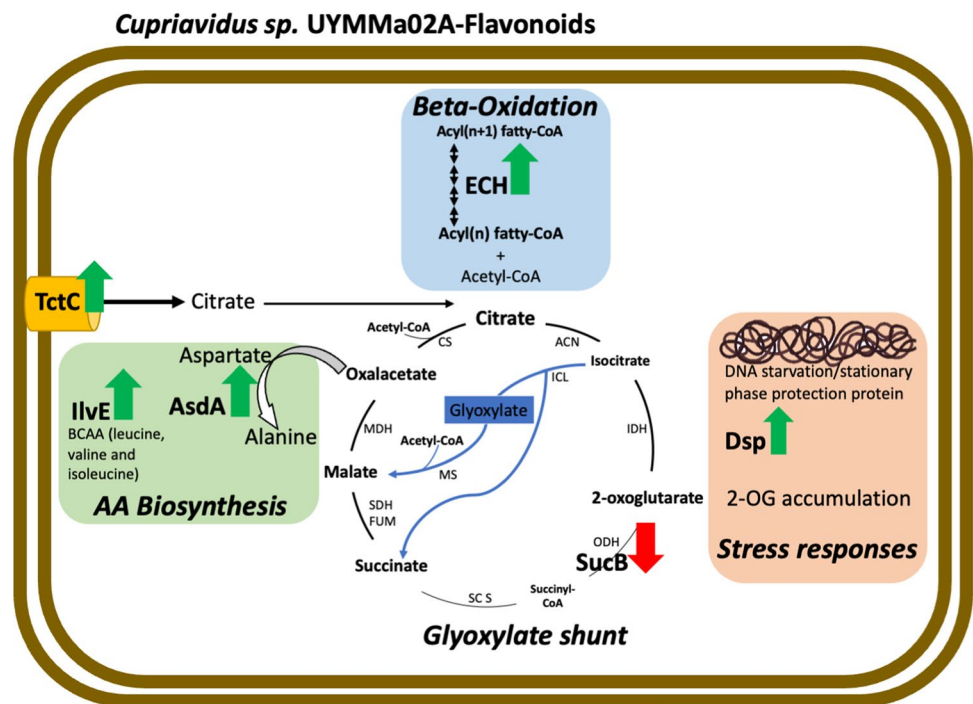 Cupriavidus sp. UYMMa02A-Flavonoids
Beta-Oxidation
Acyl(n+1) fatty-CoA
ECH
Acyl(n) fatty-CoA
+
Acetyl-CoA
TctC
Citrate
Citrate
Acetyl-CoA
CS
ACN
Aspartate
Oxalacetate
Isocitrate
ICL
IlvE
AsdA
Glyoxylate
BCAA (leucine,
valine and
isoleucine)
Alanine
MDH
Acetyl-CoA
IDH
Malate
MS
AA Biosynthesis
SDH
FUM
2-oxoglutarate
Succinate
ODH
SucB
SC S
Succinyl-
CoA
Glyoxylate shunt
DNA starvation/stationary
phase protection protein
Dsp
2-OG accumulation
Stress responses